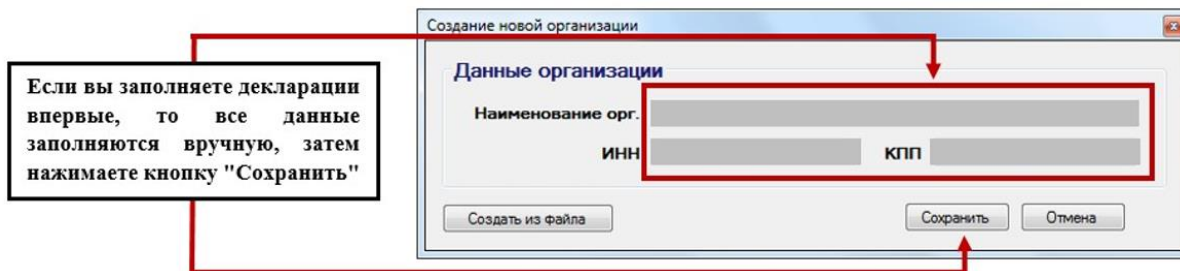 Создание новой организации
Если вы заполняете декларации
впервые, то все данные
заполняются вручную, затем
нажимаете кнопку "Сохранить"
Данные организации
Наименование орг.
ИНН
КПП
Создать из файла
Сохранить
Отмена